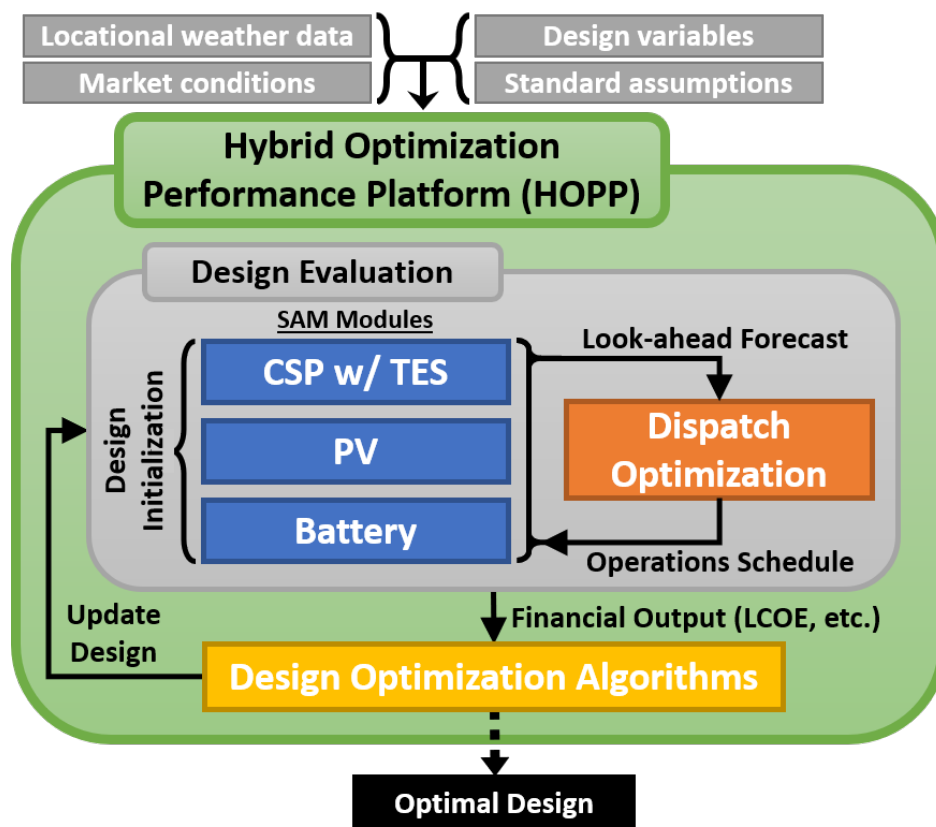 Locational weather data
Design variables
Market conditions
Standard assumptions
Hybrid Optimization
Performance Platform (HOPP)
Design Evaluation
SAM Modules
Look-ahead Forecast
CSP w/ TES
Design
Initialization
PV
Dispatch
Optimization
Battery
Operations Schedule
Update
Design
Financial Output (LCOE, etc.)
Design Optimization Algorithms
Optimal Design